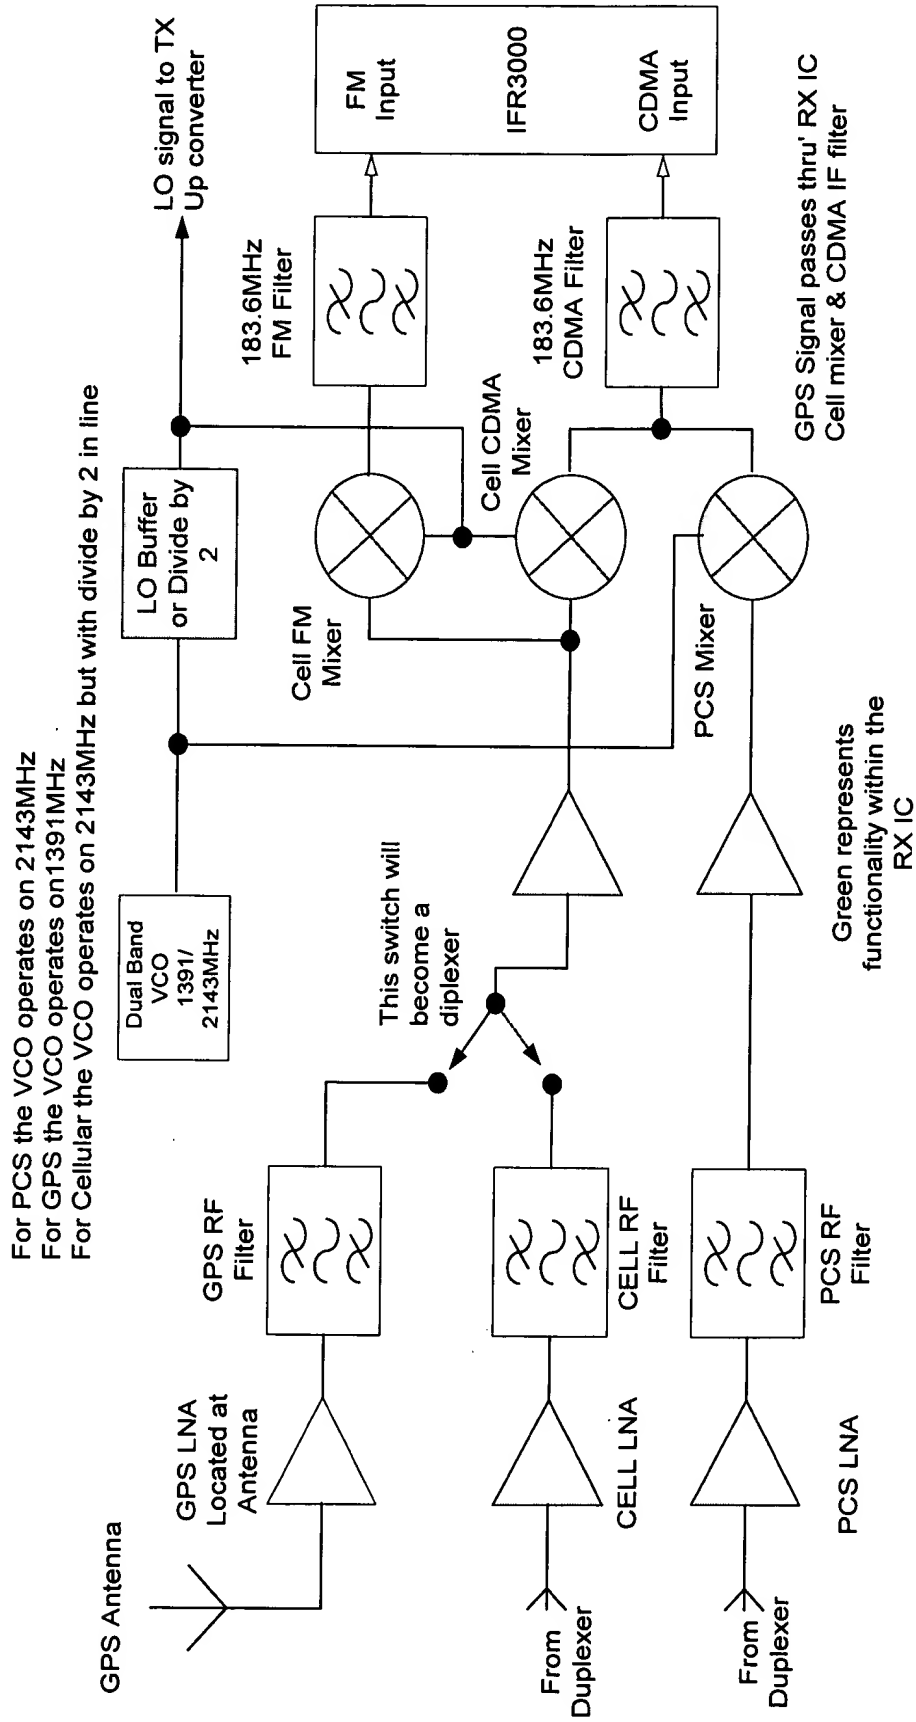 For PCS the VCO operates on 2143MHz
For GPS the VCO operates on1391MHz
For Cellular the VCO operates on 2143MHz but with divide by 2 in line
Dual Band
VCO
1391/
2143MHz
LO Buffer
or Divide by
2
LO signal to TX
Up converter
GPS Antenna
GPS LNA
Located at
Antenna
GPS RF
Filter
This switch will
become a
diplexer
Cell FM
Mixer
183.6MHz
FM Filter
FM
Input
IFR3000
CDMA
Input
Cell CDMA
Mixer
183.6MHz
CDMA Filter
From
Duplexer
CELL LNA
CELL RF
Filter
PCS Mixer
From
Duplexer
PCS LNA
PCS RF
Filter
Green represents
functionality within the
RX IC
GPS Signal passes thru' RX IC
Cell mixer & CDMA IF filter